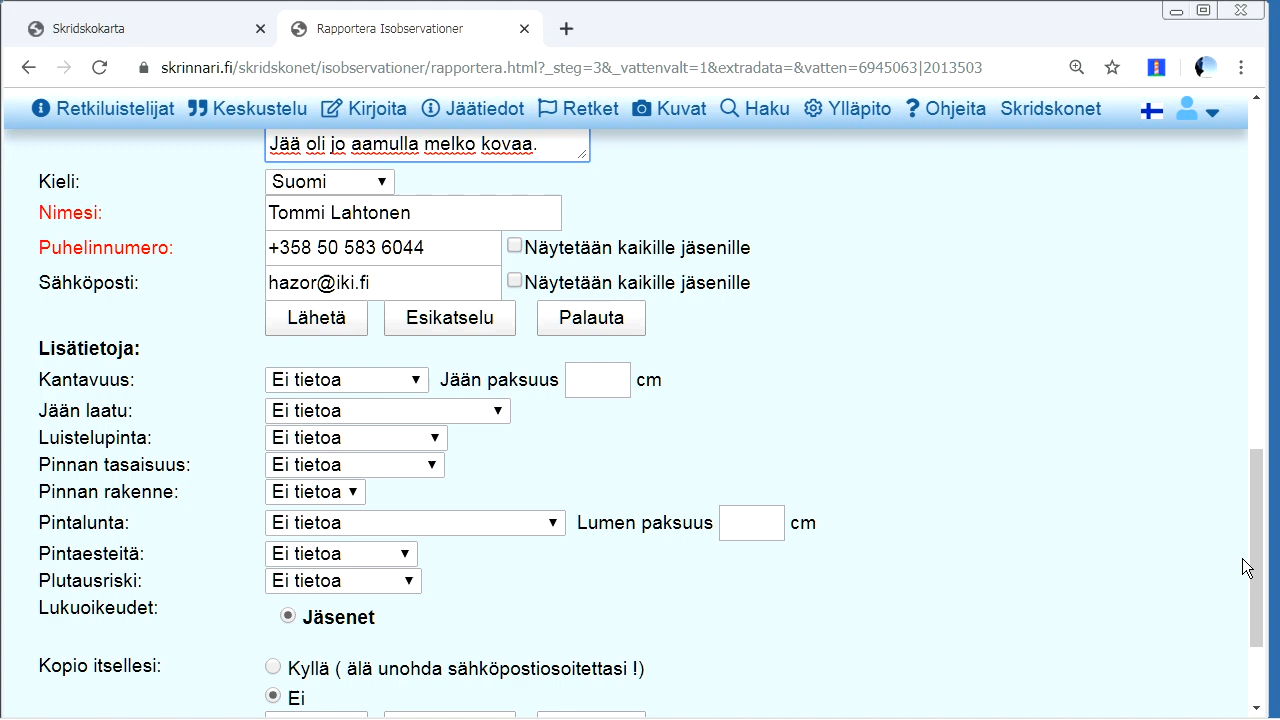 Skridskokarta
Rapportera Isobservationer
skrinnari.fi/skridskonet/isobservationer/rapportera.html?_steg=3&_vattenvalt=1&extradata=&vatten=6945063|2013503
Retkiluistelijat Keskustelu Kirjoita Jäätiedot Retket Kuvat Haku Ylläpito Ohjeita Skridskonet
Jää oli jo aamulla melko kovaa.
Kieli: Suomi
Nimesi: Tommi Lahtonen
Puhelinnumero: +358 50 583 6044 Näytetään kaikille jäsenille
Sähköposti: hazor@iki.fi Näytetään kaikille jäsenille
Lähetä Esikatselu Palauta
Lisätietoja:
Kantavuus: Ei tietoa Jään paksuus cm
Jään laatu: Ei tietoa
Luistelupinta: Ei tietoa
Pinnan tasaisuus: Ei tietoa
Pinnan rakenne: Ei tietoa
Pintalunta: Ei tietoa Lumen paksuus cm
Pintaesteitä: Ei tietoa
Plutausriski: Ei tietoa
Lukuoikeudet: Jäsenet
Kopio itsellesi: Kyllä ( älä unohda sähköpostiosoitettasi !)
Ei